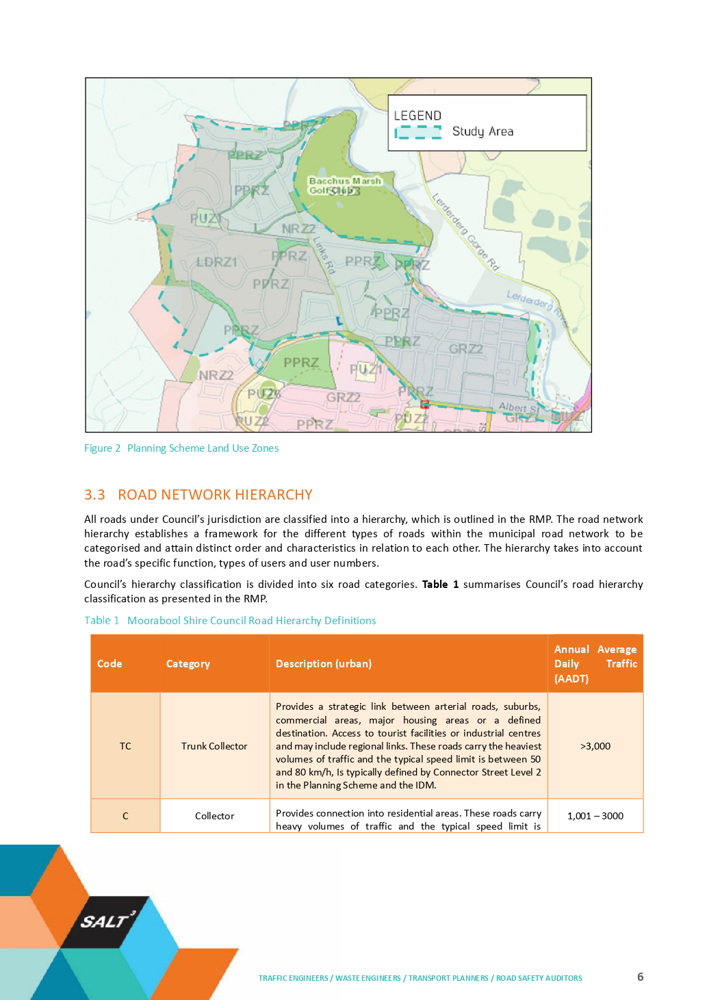 LEGEND
Study Area
PPRZ
PPRZ
Bacchus Marsh
Golf Club
SUZ3
PPRZ
Lerderderg Gorge Rd
PUZ1
NRZ2
Links Rd
LDRZ1
PPRZ
PPRZ
PPRZ
PPRZ
Lerderderg River
PPRZ
PPRZ
PPRZ
GRZ2
PPRZ
PUZ1
NRZ2
PUZ6
GRZ2
PPRZ
Albert St
PUZ2
PPRZ
PUZ2
Figure 2 Planning Scheme Land Use Zones
3.3 ROAD NETWORK HIERARCHY
All roads under Council’s jurisdiction are classified into a hierarchy, which is outlined in the RMP. The road network
hierarchy establishes a framework for the different types of roads within the municipal road network to be
categorised and attain distinct order and characteristics in relation to each other. The hierarchy takes into account
the road’s specific function, types of users and user numbers.
Council’s hierarchy classification is divided into six road categories. Table 1 summarises Council’s road hierarchy
classification as presented in the RMP.
Table 1 Moorabool Shire Council Road Hierarchy Definitions
Code Category Description (urban) Annual Average
Daily Traffic
(AADT)
TC Trunk Collector Provides a strategic link between arterial roads, suburbs,
commercial areas, major housing areas or a defined
destination. Access to tourist facilities or industrial centres
and may include regional links. These roads carry the heaviest
volumes of traffic and the typical speed limit is between 50
and 80 km/h, Is typically defined by Connector Street Level 2
in the Planning Scheme and the IDM.
>3,000
C Collector Provides connection into residential areas. These roads carry
heavy volumes of traffic and the typical speed limit is
1,001 – 3000
SALT3
TRAFFIC ENGINEERS / WASTE ENGINEERS / TRANSPORT PLANNERS / ROAD SAFETY AUDITORS 6